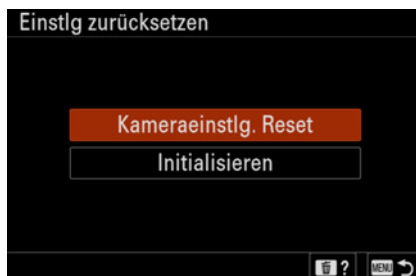 Einstlg zurücksetzen
Kameraeinstlg. Reset
Initialisieren
? MENU